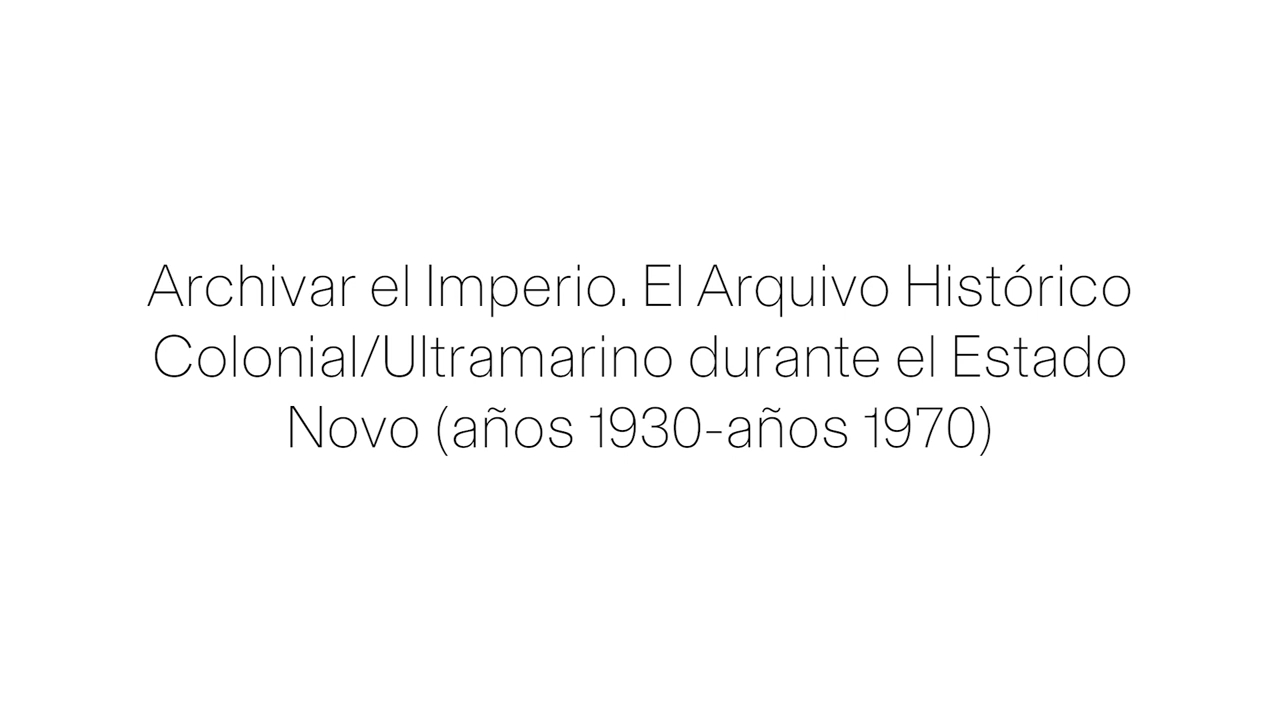 Archivar el Imperio. El Arquivo Histórico
Colonial/Ultramarino durante el Estado
Novo (años 1930-años 1970)